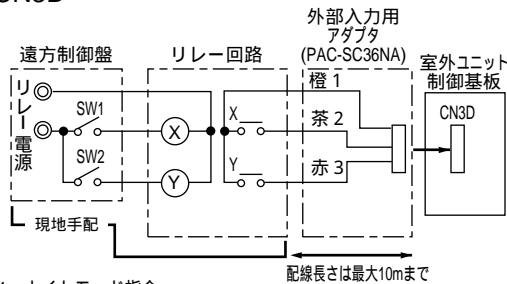 外部入力用
アダプタ
(PAC-SC36NA)
遠方制御盤
リレー回路
室外ユニット
制御基板
リレー電源
SW1
SW2
X
Y
X
Y
橙 1
茶 2
赤 3
CN3D
現地手配
配線長さは最大10mまで